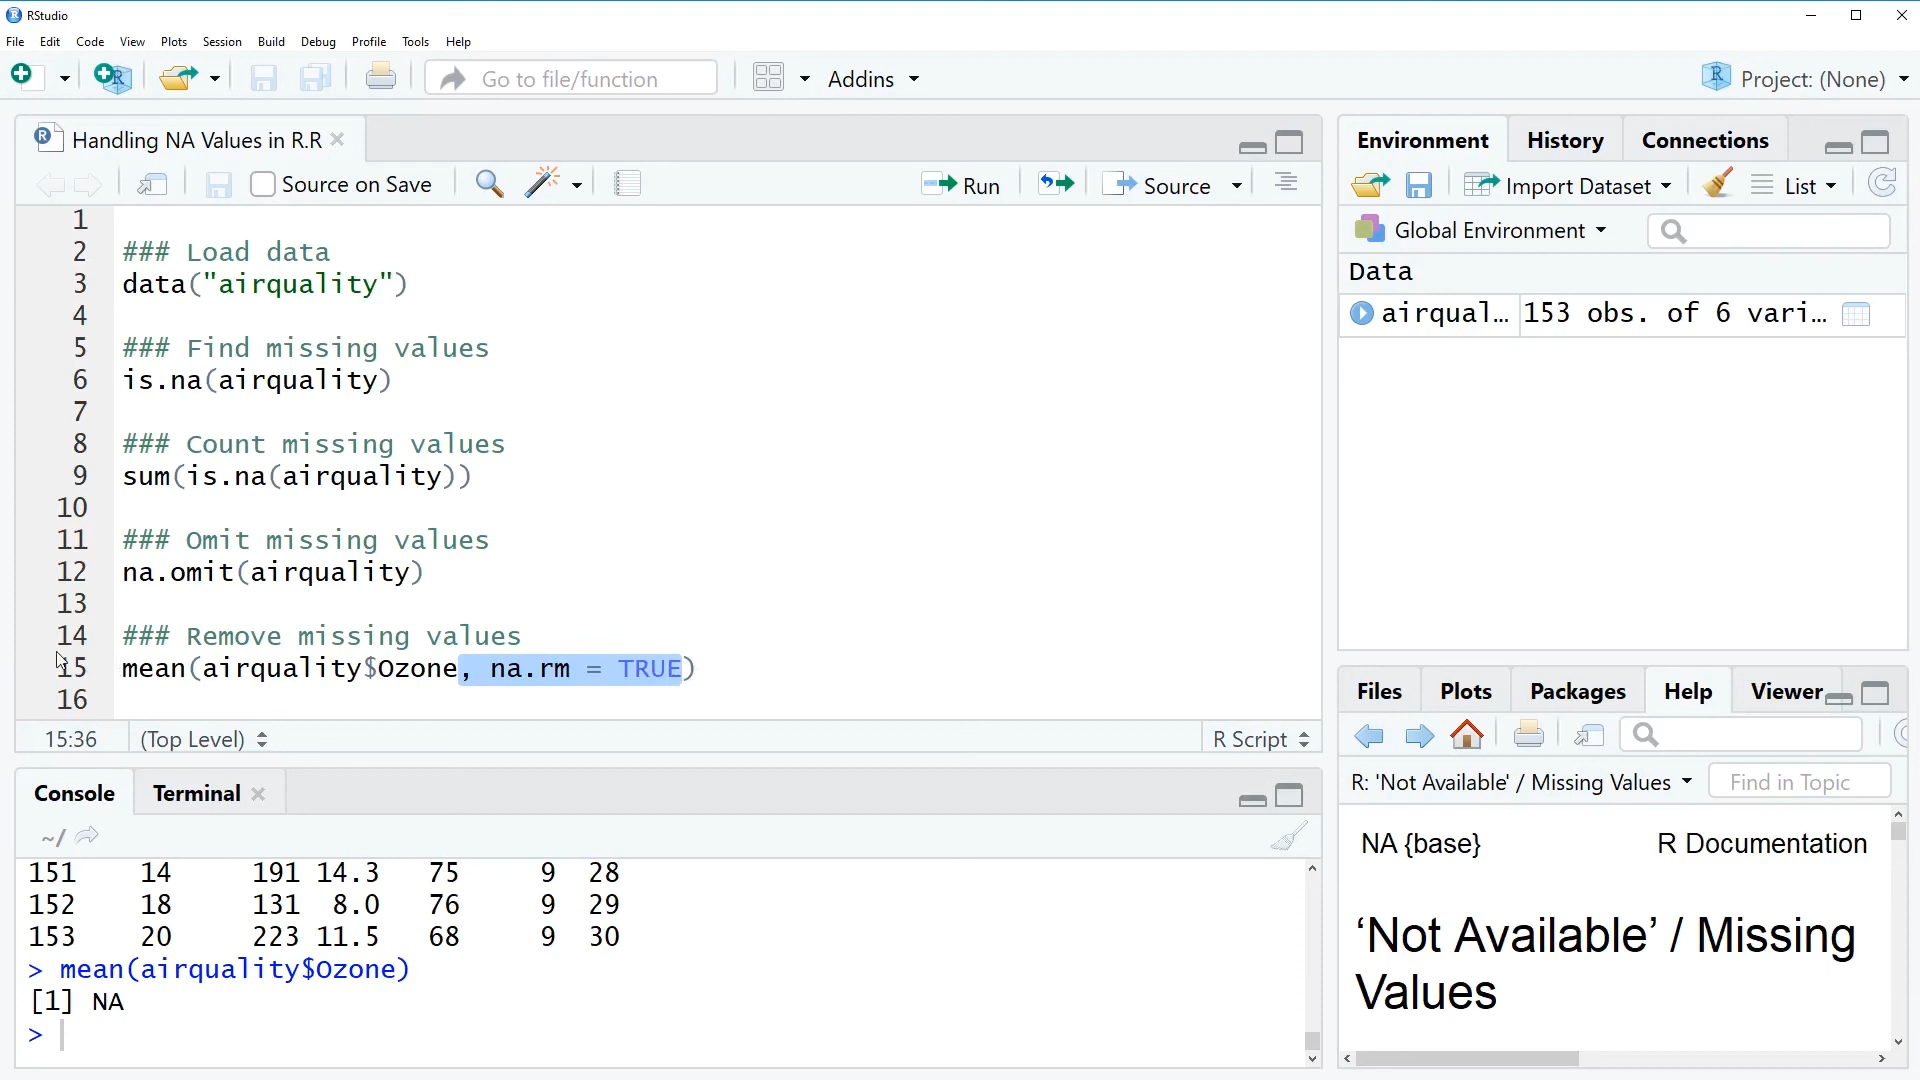 RStudio
File Edit Code View Plots Session Build Debug Profile Tools Help
Go to file/function
Addins
Project: (None)
Handling NA Values in R.R
Source on Save
Run
Source
1
2 ### Load data
3 data("airquality")
4
5 ### Find missing values
6 is.na(airquality)
7
8 ### Count missing values
9 sum(is.na(airquality))
10
11 ### Omit missing values
12 na.omit(airquality)
13
14 ### Remove missing values
15 mean(airquality$Ozone, na.rm = TRUE)
16
15:36 (Top Level) R Script
Console Terminal
~/
151 14 191 14.3 75 9 28
152 18 131 8.0 76 9 29
153 20 223 11.5 68 9 30
> mean(airquality$Ozone)
[1] NA
>
Environment History Connections
Import Dataset List
Global Environment
Data
airqual… 153 obs. of 6 vari…
Files Plots Packages Help Viewer
R: 'Not Available' / Missing Values Find in Topic
NA {base} R Documentation
‘Not Available’ / Missing
Values